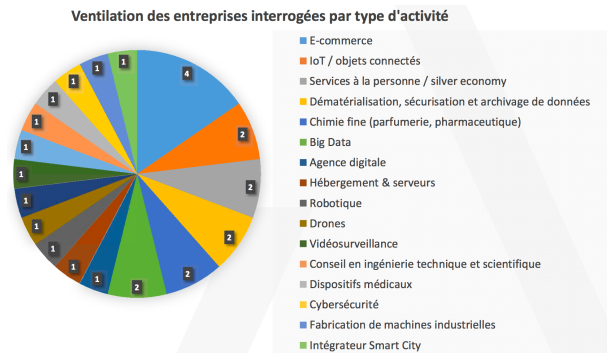 Ventilation des entreprises interrogées par type d'activité
4
2
2
2
2
2
1
1
1
1
1
1
1
1
1
1
1
1
E-commerce
IoT / objets connectés
Services à la personne / silver economy
Dématérialisation, sécurisation et archivage de données
Chimie fine (parfumerie, pharmaceutique)
Big Data
Agence digitale
Hébergement & serveurs
Robotique
Drones
Vidéosurveillance
Conseil en ingénierie technique et scientifique
Dispositifs médicaux
Cybersécurité
Fabrication de machines industrielles
Intégrateur Smart City